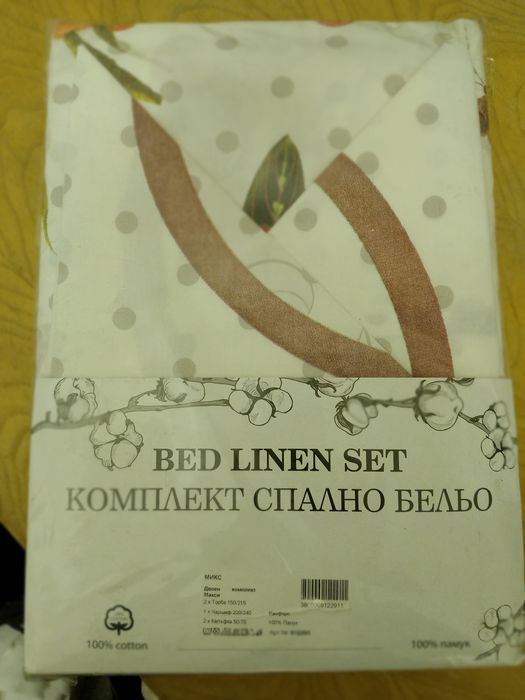 BED LINEN SET
КОМПЛЕКТ СПАЛНО БЕЛЬО
МИКС
Двоен комплект
Макси
2 x Торба 150/215
1 x Чаршаф 220/240 Ранфорс
2 x Калъфка 50/70 100% Памук
100% cotton
100% памук